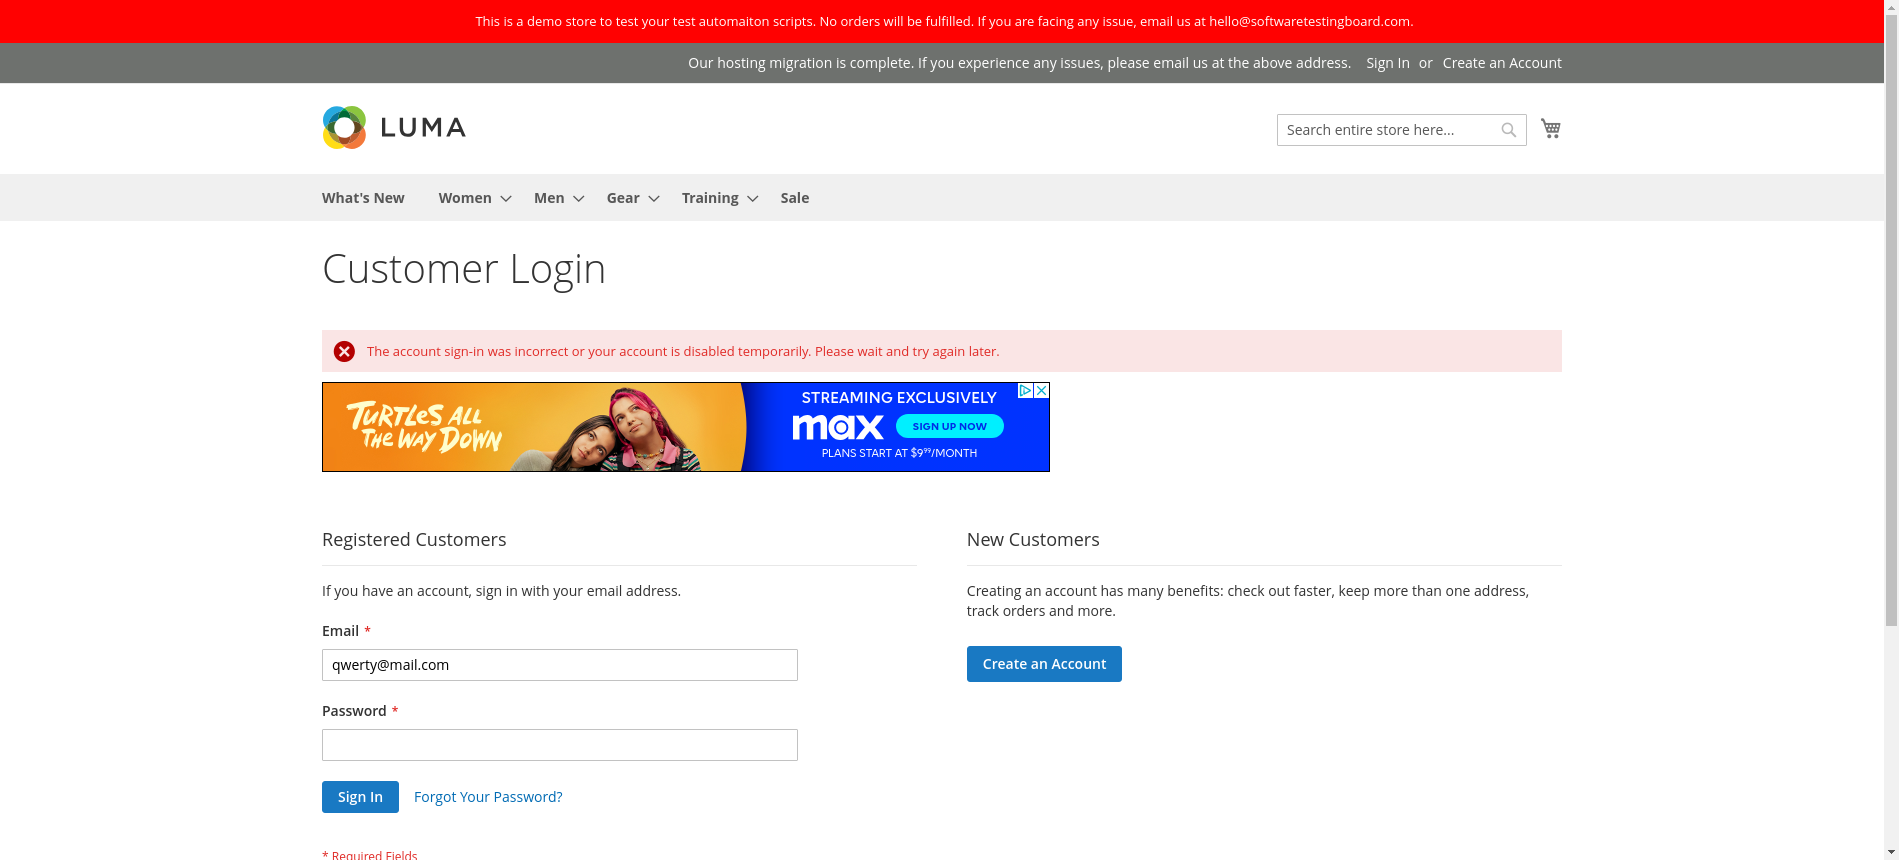 This is a demo store to test your test automaiton scripts. No orders will be fulfilled. If you are facing any issue, email us at hello@softwaretestingboard.com.
Our hosting migration is complete. If you experience any issues, please email us at the above address. Sign In or Create an Account
LUMA
Search entire store here...
What's New Women Men Gear Training Sale
Customer Login
The account sign-in was incorrect or your account is disabled temporarily. Please wait and try again later.
TURTLES ALL
THE WAY DOWN
STREAMING EXCLUSIVELY
max SIGN UP NOW
PLANS START AT $9⁹⁹/MONTH
Registered Customers
If you have an account, sign in with your email address.
Email *
qwerty@mail.com
Password *
Sign In Forgot Your Password?
* Required Fields
New Customers
Creating an account has many benefits: check out faster, keep more than one address,
track orders and more.
Create an Account